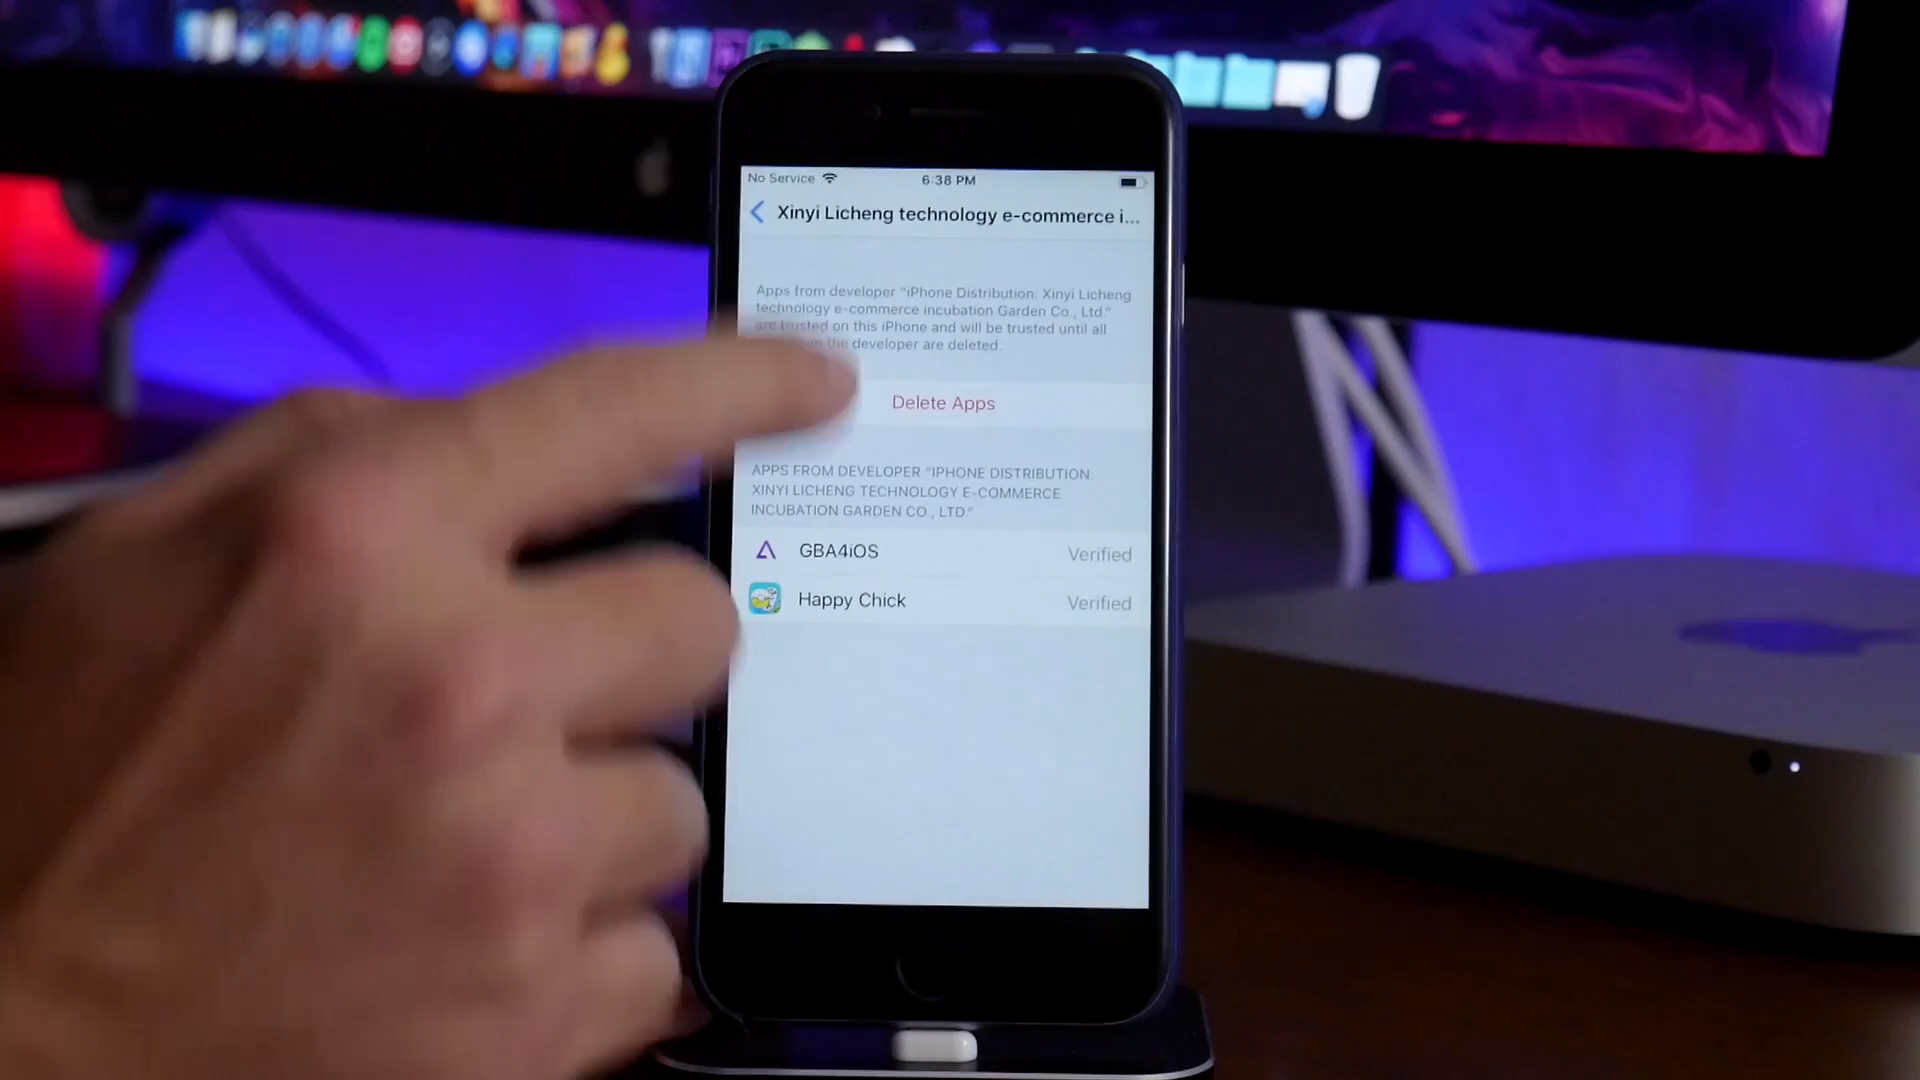 No Service 6:38 PM
Xinyi Licheng technology e-commerce i...
Apps from developer “iPhone Distribution: Xinyi Licheng
technology e-commerce incubation Garden Co., Ltd.”
are trusted on this iPhone and will be trusted until all
the developer are deleted.
Delete Apps
APPS FROM DEVELOPER “IPHONE DISTRIBUTION:
XINYI LICHENG TECHNOLOGY E-COMMERCE
INCUBATION GARDEN CO., LTD.”
GBA4iOS Verified
Happy Chick Verified